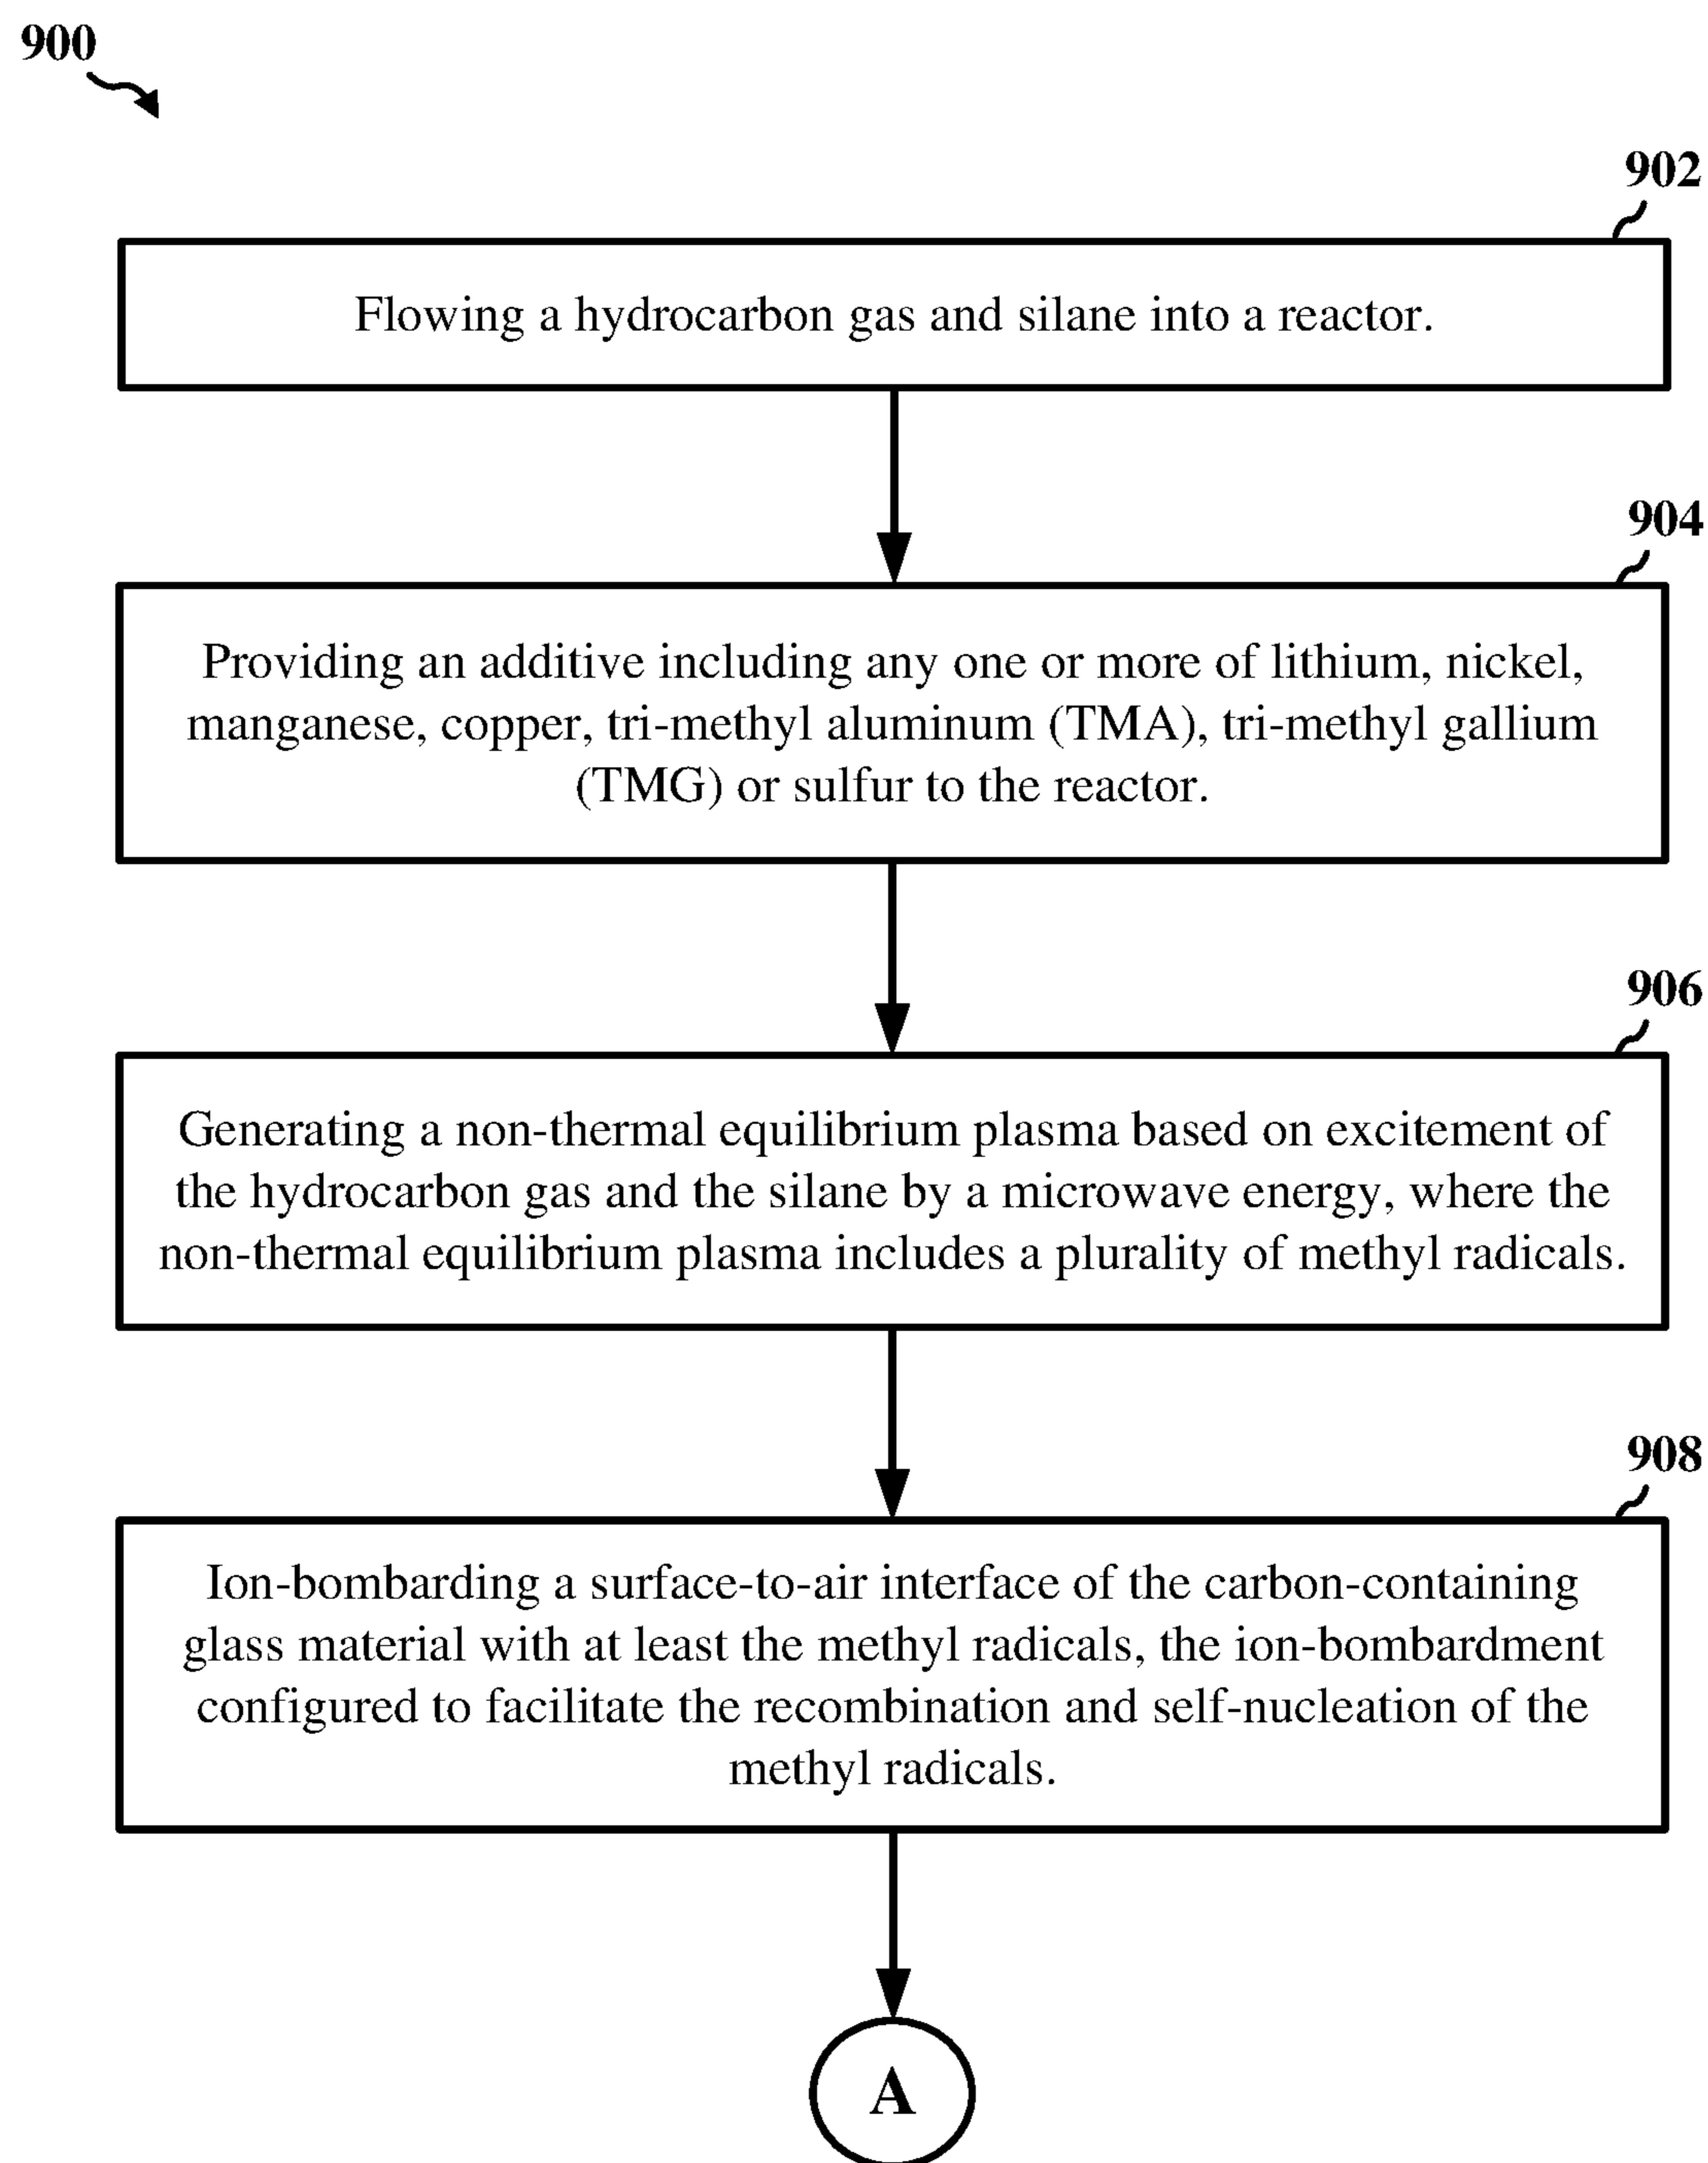 900
902
Flowing a hydrocarbon gas and silane into a reactor.
904
Providing an additive including any one or more of lithium, nickel,
manganese, copper, tri-methyl aluminum (TMA), tri-methyl gallium
(TMG) or sulfur to the reactor.
906
Generating a non-thermal equilibrium plasma based on excitement of
the hydrocarbon gas and the silane by a microwave energy, where the
non-thermal equilibrium plasma includes a plurality of methyl radicals.
908
Ion-bombarding a surface-to-air interface of the carbon-containing
glass material with at least the methyl radicals, the ion-bombardment
configured to facilitate the recombination and self-nucleation of the
methyl radicals.
A